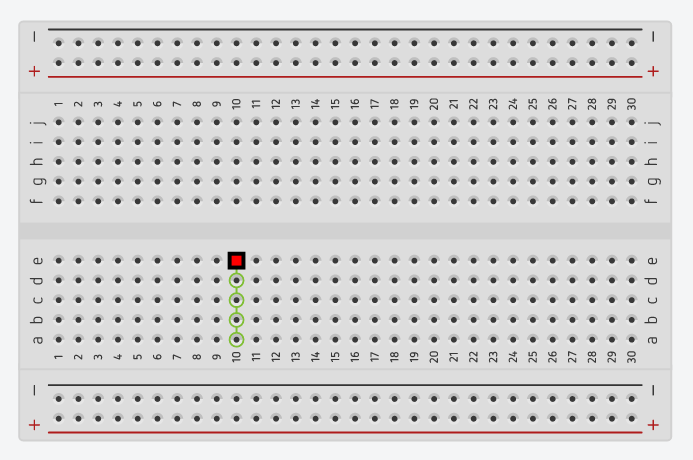 − −
+ +
1 2 3 4 5 6 7 8 9 10 11 12 13 14 15 16 17 18 19 20 21 22 23 24 25 26 27 28 29 30
j j
i i
h h
g g
f f
e e
d d
c c
b b
a a
1 2 3 4 5 6 7 8 9 10 11 12 13 14 15 16 17 18 19 20 21 22 23 24 25 26 27 28 29 30
− −
+ +